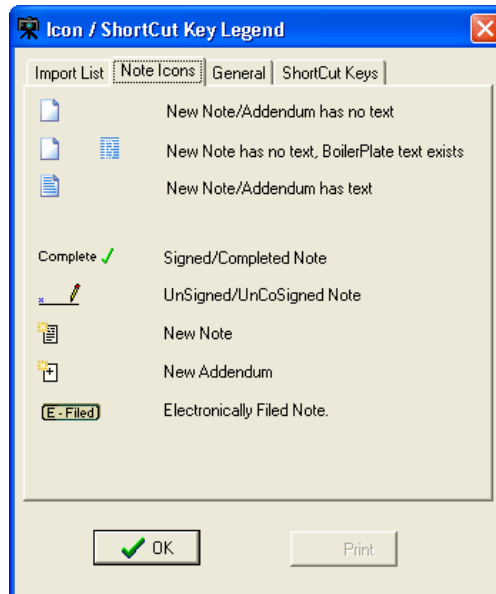 Icon / ShortCut Key Legend
Import List Note Icons General ShortCut Keys
New Note/Addendum has no text
New Note has no text, BoilerPlate text exists
New Note/Addendum has text
Complete Signed/Completed Note
x UnSigned/UnCoSigned Note
New Note
New Addendum
E - Filed Electronically Filed Note.
OK Print